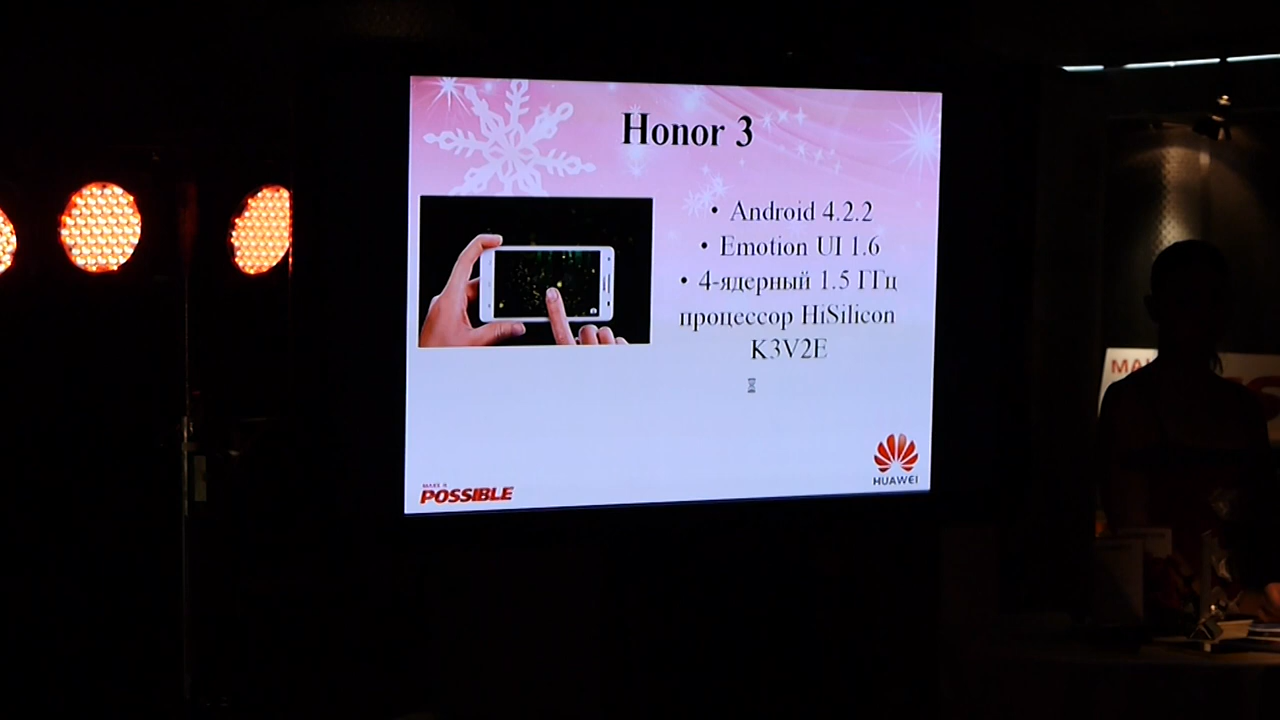 Honor 3
• Android 4.2.2
• Emotion UI 1.6
• 4-ядерный 1.5 ГГц
процессор HiSilicon
K3V2E
MAKE IT
POSSIBLE
HUAWEI